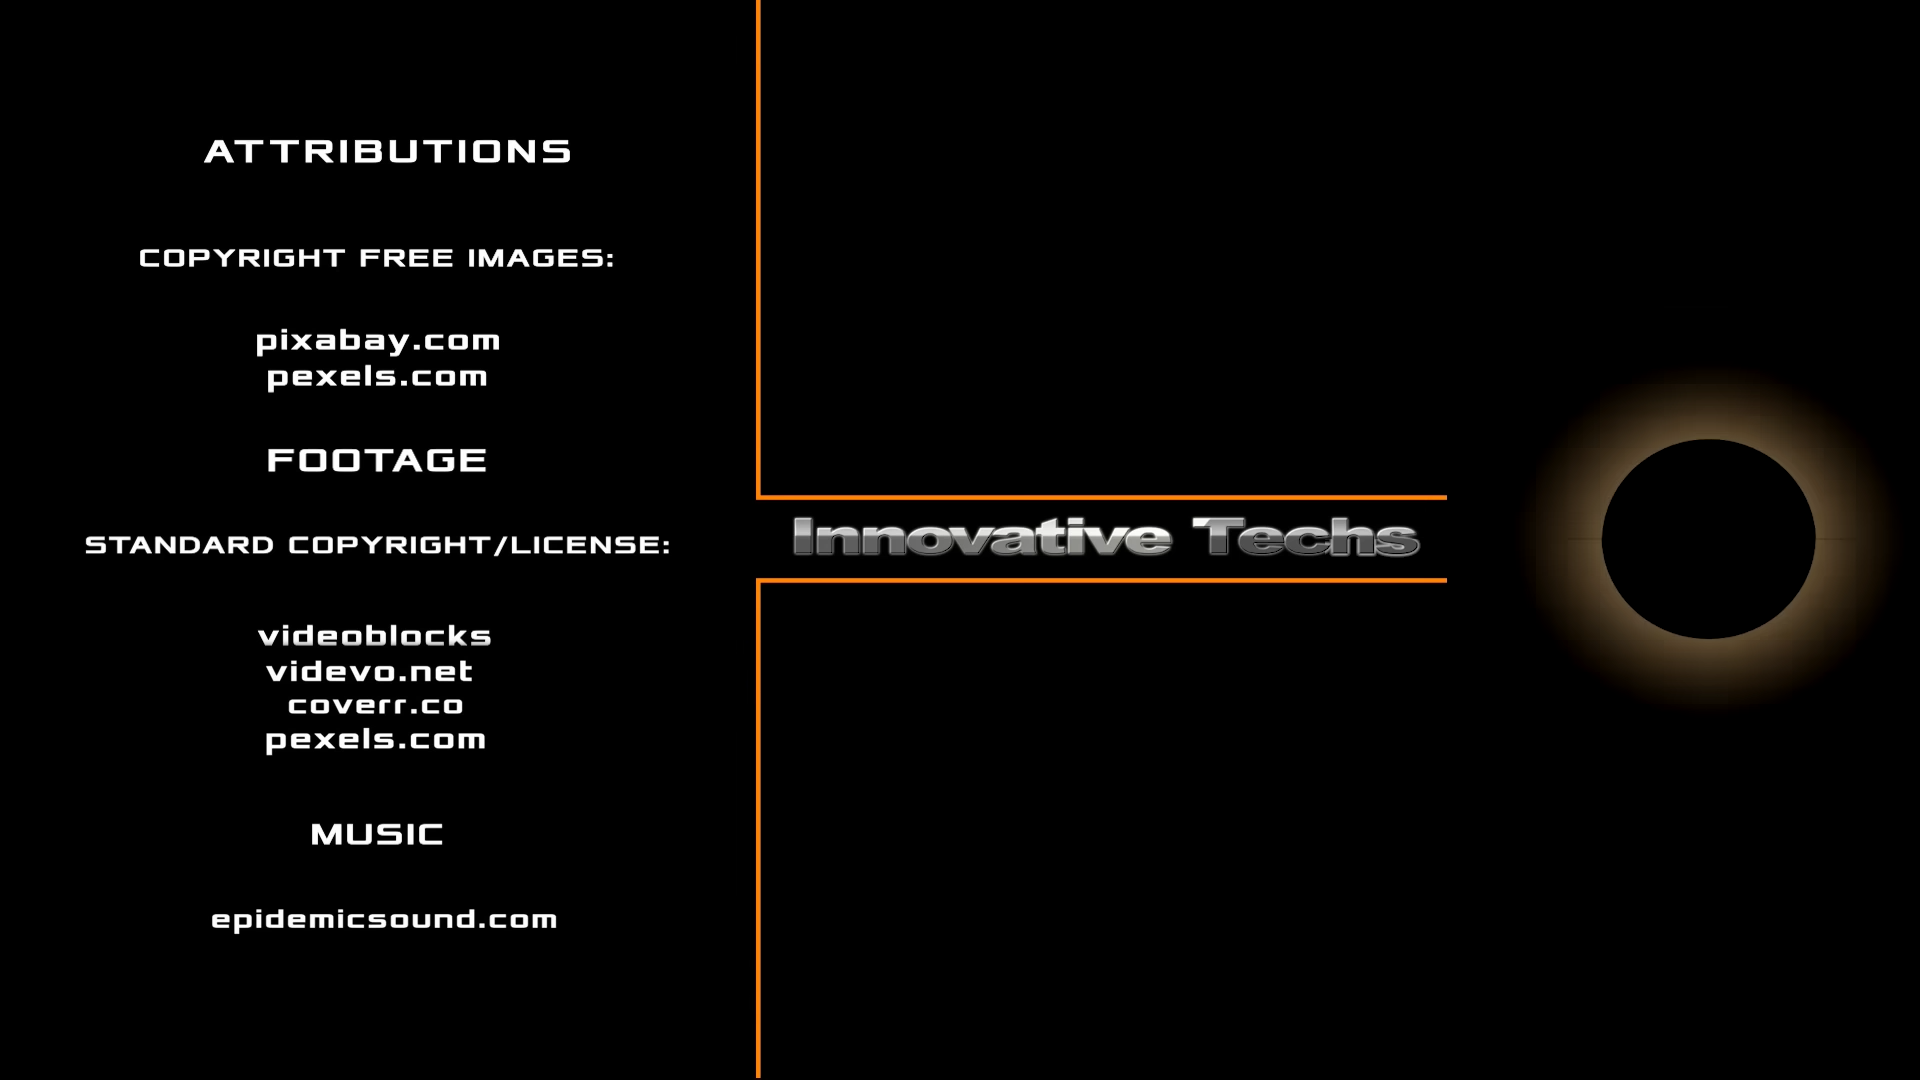 ATTRIBUTIONS
COPYRIGHT FREE IMAGES:
pixabay.com
pexels.com
FOOTAGE
STANDARD COPYRIGHT/LICENSE:
videoblocks
videvo.net
coverr.co
pexels.com
MUSIC
epidemicsound.com
Innovative Techs